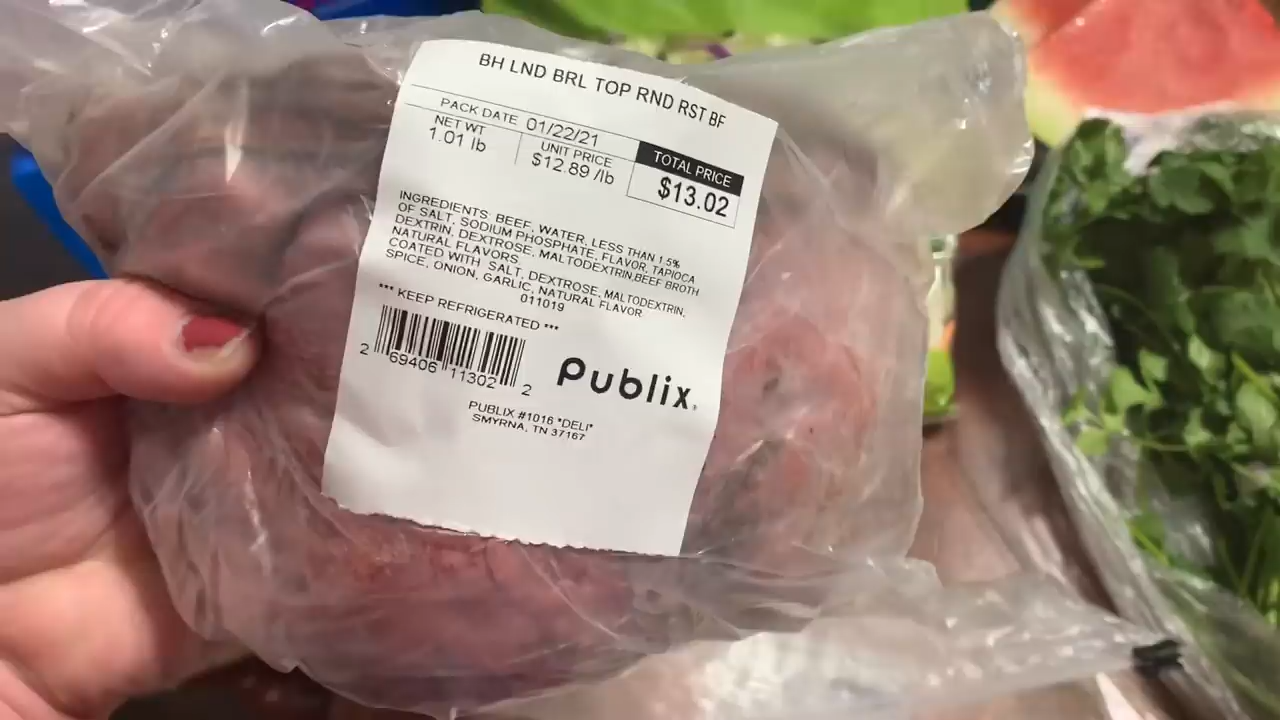 BH LND BRL TOP RND RST BF
PACK DATE 01/22/21
NET WT
1.01 lb
UNIT PRICE
$12.89 /lb
TOTAL PRICE
$13.02
INGREDIENTS: BEEF, WATER, LESS THAN 1.5%
OF SALT, SODIUM PHOSPHATE, FLAVOR, TAPIOCA
DEXTRIN, DEXTROSE, MALTODEXTRIN,BEEF BROTH
NATURAL FLAVORS.
COATED WITH: SALT, DEXTROSE, MALTODEXTRIN,
SPICE, ONION, GARLIC, NATURAL FLAVOR.
011019
*** KEEP REFRIGERATED ***
2 69406 11302 2
Publix.
PUBLIX #1016 *DELI*
SMYRNA, TN 37167